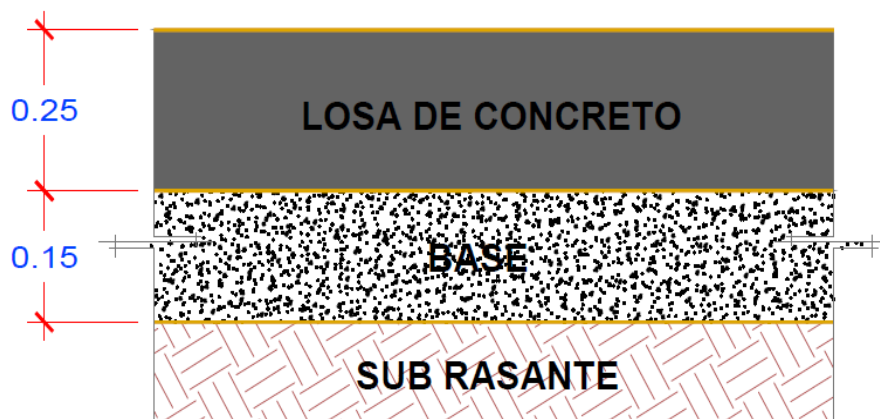 0.25
LOSA DE CONCRETO
0.15
BASE
SUB RASANTE